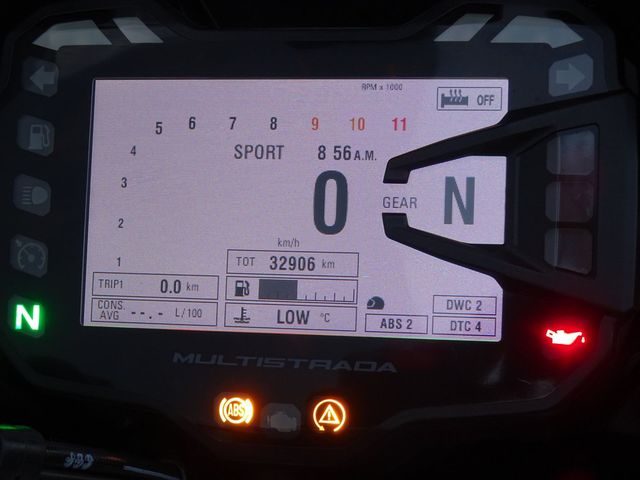 RPM x 1000
OFF
5 6 7 8 9 10 11
4 SPORT 8 56 A.M.
3 0 GEAR N
2
km/h
1 TOT 32906 km
TRIP1 0.0 km
CONS. AVG --.- L/100
LOW °C
DWC 2
ABS 2 DTC 4
N
MULTISTRADA
ABS